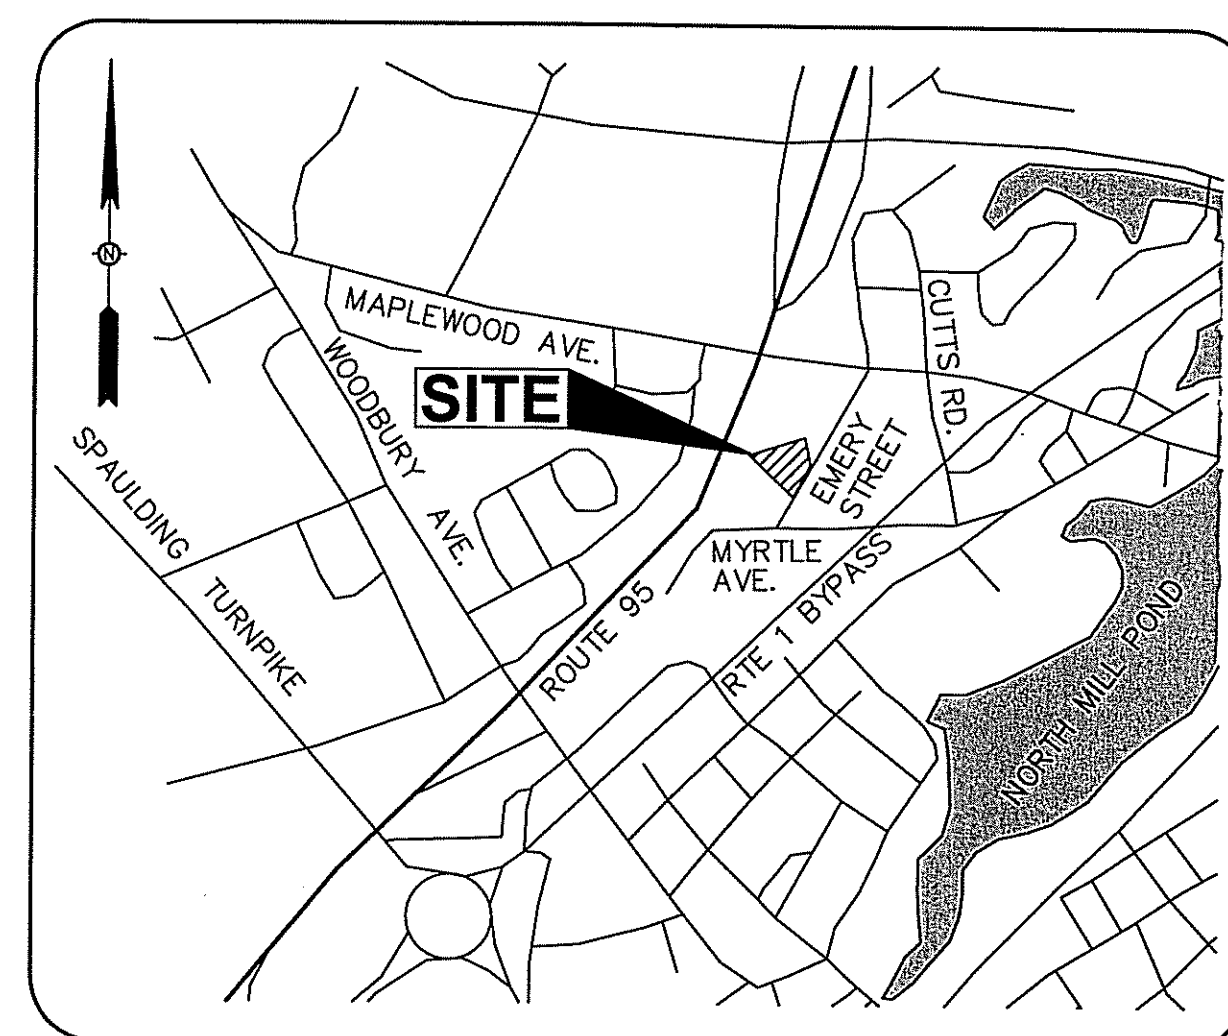 N
MAPLEWOOD AVE.
WOODBURY AVE.
SITE
CUTTS RD.
EMERY
STREET
SPAULDING TURNPIKE
MYRTLE
AVE.
ROUTE 95
RTE 1 BYPASS
NORTH MILL POND